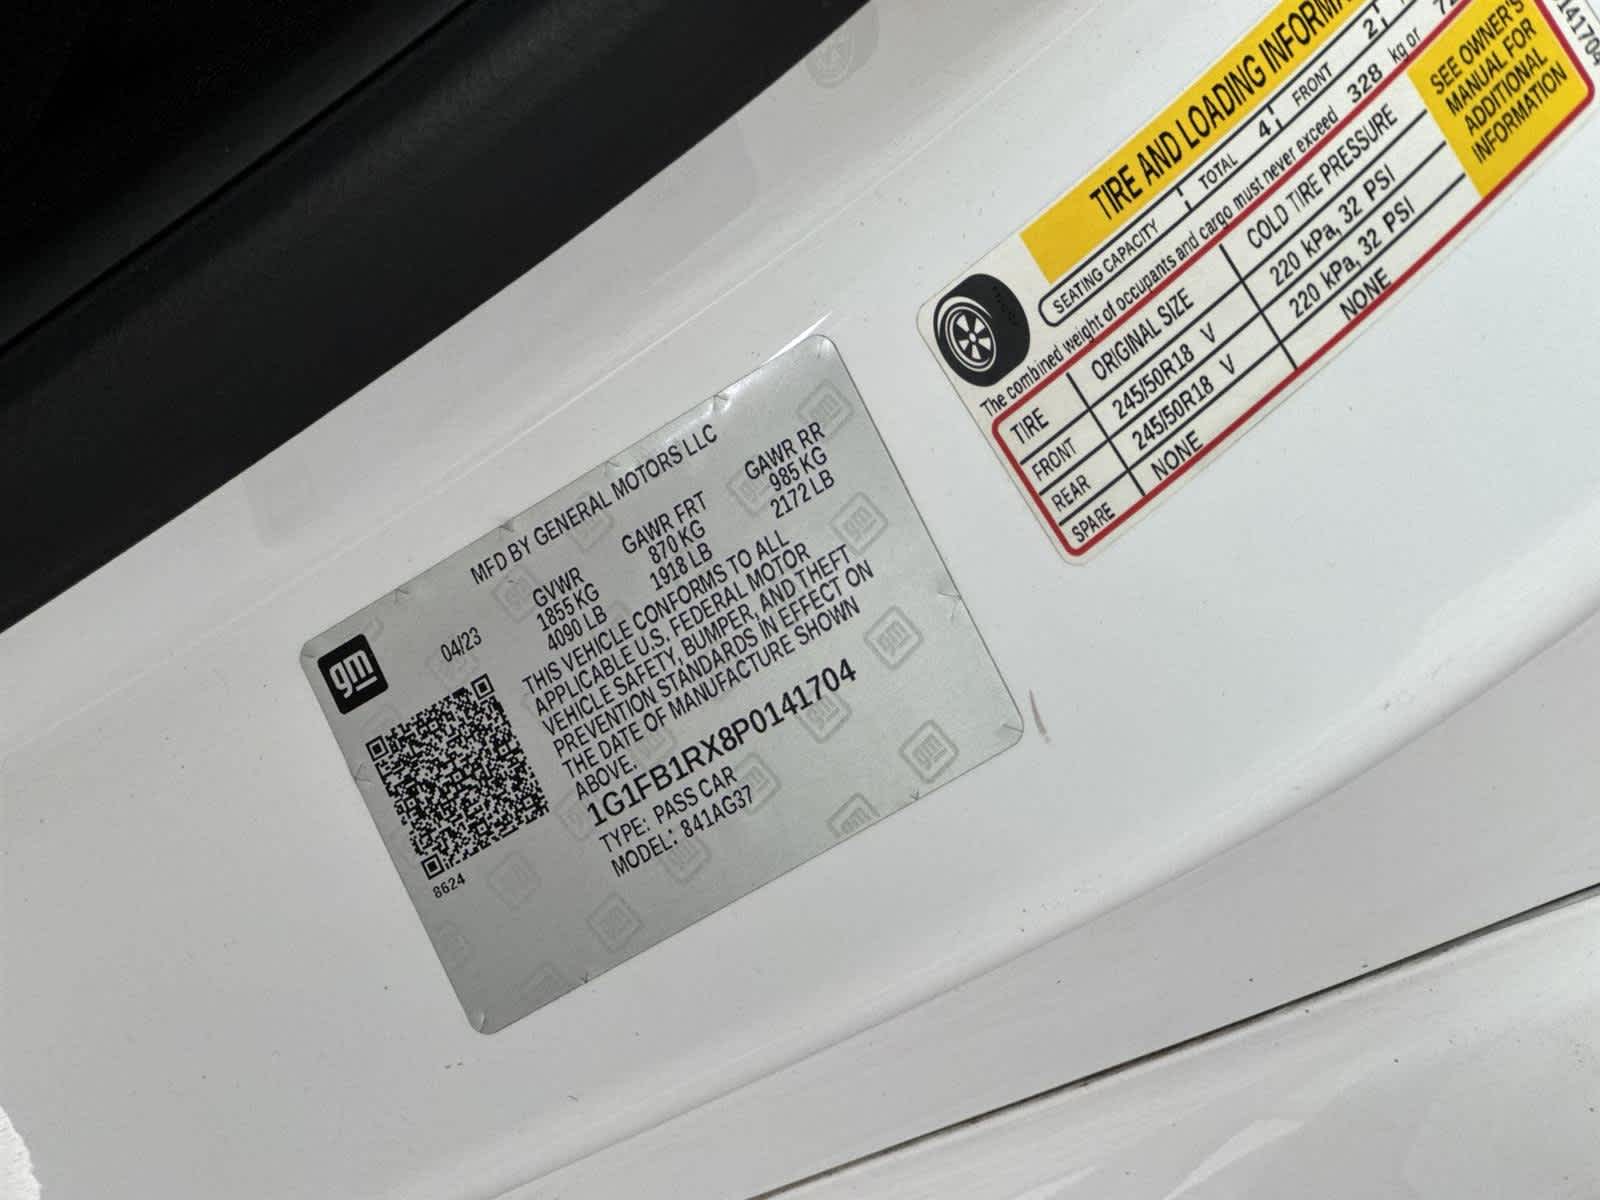 gm
MFD BY GENERAL MOTORS LLC
04/23
GVWR GAWR FRT GAWR RR
1855 KG 870 KG 985 KG
4090 LB 1918 LB 2172 LB
THIS VEHICLE CONFORMS TO ALL
APPLICABLE U.S. FEDERAL MOTOR
VEHICLE SAFETY, BUMPER, AND THEFT
PREVENTION STANDARDS IN EFFECT ON
THE DATE OF MANUFACTURE SHOWN
ABOVE.
1G1FB1RX8P0141704
TYPE: PASS CAR
MODEL: 841AG37
8624
TIRE AND LOADING
SEATING CAPACITY TOTAL 4 FRONT 2
The combined weight of occupants and cargo must never exceed 328 kg or
TIRE ORIGINAL SIZE COLD TIRE PRESSURE
FRONT 245/50R18 V 220 kPa, 32 PSI
REAR 245/50R18 V 220 kPa, 32 PSI
SPARE NONE NONE
SEE OWNER'S
MANUAL FOR
ADDITIONAL
INFORMATION